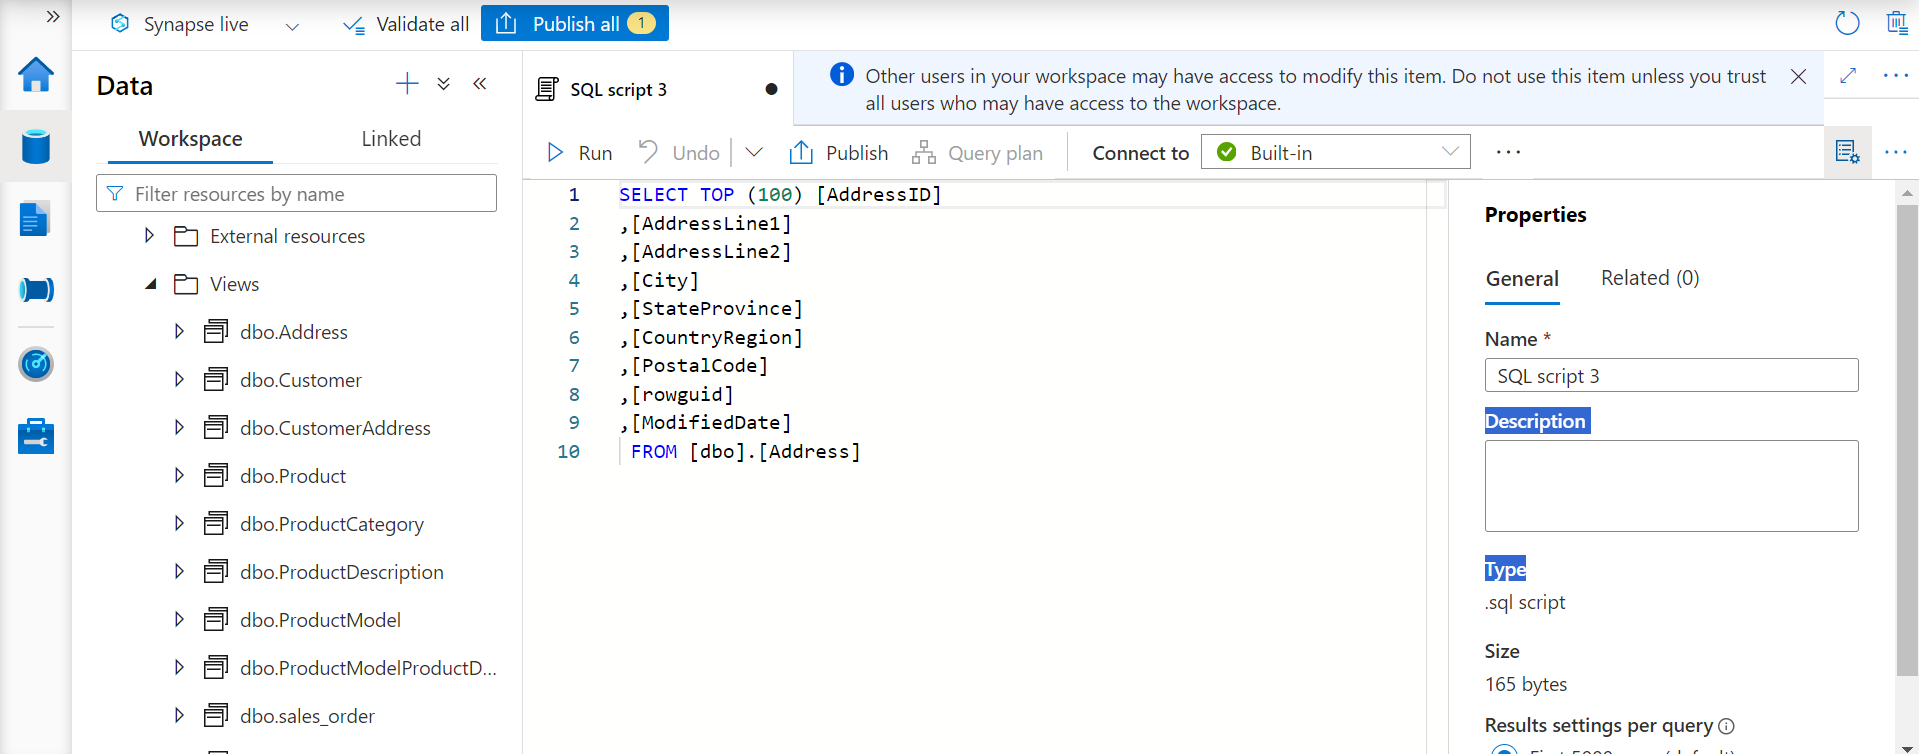 Synapse live
Validate all
Publish all 1
Data
Workspace Linked
Filter resources by name
External resources
Views
dbo.Address
dbo.Customer
dbo.CustomerAddress
dbo.Product
dbo.ProductCategory
dbo.ProductDescription
dbo.ProductModel
dbo.ProductModelProductD...
dbo.sales_order
SQL script 3
Other users in your workspace may have access to modify this item. Do not use this item unless you trust
all users who may have access to the workspace.
Run Undo Publish Query plan Connect to Built-in
1 SELECT TOP (100) [AddressID]
2 ,[AddressLine1]
3 ,[AddressLine2]
4 ,[City]
5 ,[StateProvince]
6 ,[CountryRegion]
7 ,[PostalCode]
8 ,[rowguid]
9 ,[ModifiedDate]
10 FROM [dbo].[Address]
Properties
General Related (0)
Name *
SQL script 3
Description
Type
.sql script
Size
165 bytes
Results settings per query